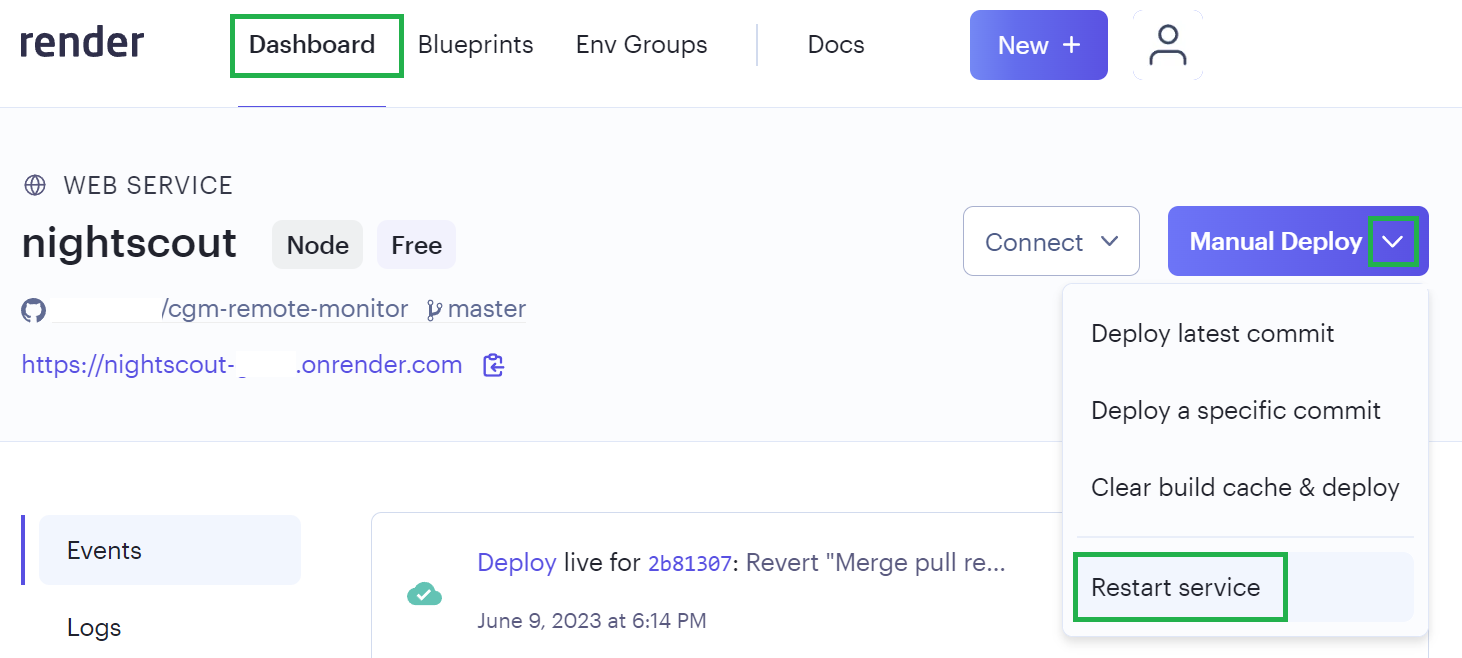 render Dashboard Blueprints Env Groups Docs New +
WEB SERVICE
nightscout Node Free Connect Manual Deploy
/cgm-remote-monitor master
https://nightscout- .onrender.com
Deploy latest commit
Deploy a specific commit
Clear build cache & deploy
Restart service
Events
Logs
Deploy live for 2b81307: Revert "Merge pull re...
June 9, 2023 at 6:14 PM